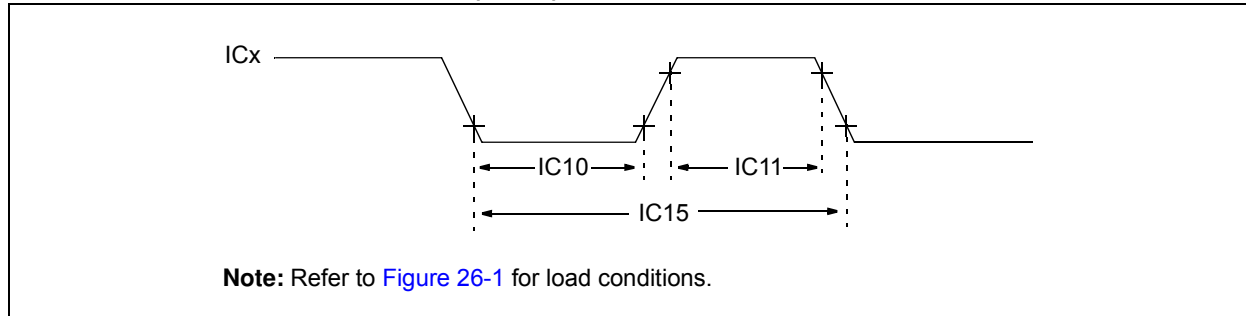 ICx
IC10
IC11
IC15
Note: Refer to Figure 26-1 for load conditions.